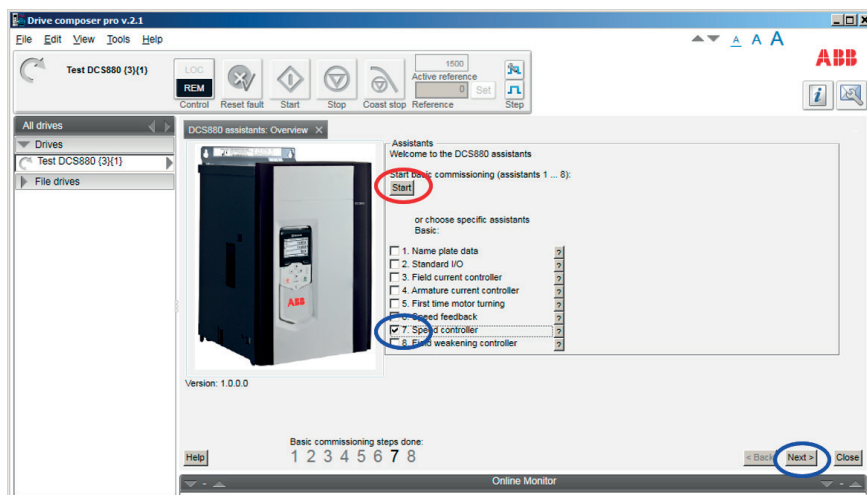 Drive composer pro v.2.1
File Edit View Tools Help
A A A
ABB
Test DCS880 {3}{1}
LOC
REM
1500
Active reference
0 Set
Control Reset fault Start Stop Coast stop Reference Step
All drives
Drives
Test DCS880 {3}{1}
File drives
DCS880 assistants: Overview
Assistants
Welcome to the DCS880 assistants
Start basic commissioning (assistants 1 ... 8):
Start
or choose specific assistants
Basic:
1. Name plate data ?
2. Standard I/O ?
3. Field current controller ?
4. Armature current controller ?
5. First time motor turning ?
6. Speed feedback ?
7. Speed controller ?
8. Field weakening controller ?
ABB
Version: 1.0.0.0
Basic commissioning steps done:
Help 1 2 3 4 5 6 7 8 < Back Next > Close
Online Monitor